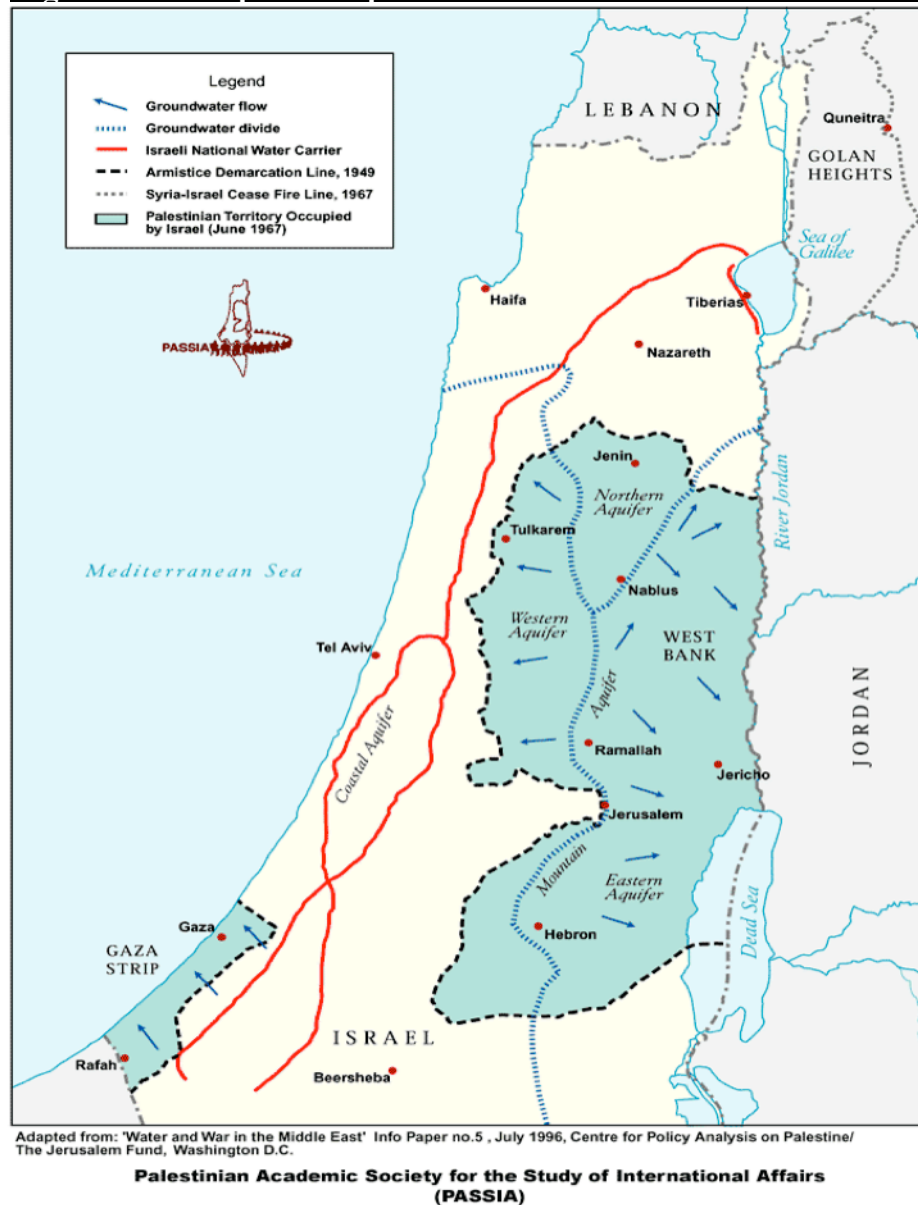 Legend
Groundwater flow
Groundwater divide
Israeli National Water Carrier
Armistice Demarcation Line, 1949
Syria-Israel Cease Fire Line, 1967
Palestinian Territory Occupied
by Israel (June 1967)
LEBANON
Quneitra
GOLAN
HEIGHTS
Sea of
Galilee
Haifa
Tiberias
PASSIA
Nazareth
Jenin
Northern
Aquifer
River Jordan
Tulkarem
Mediterranean Sea
Nablus
Western
Aquifer
WEST
BANK
Tel Aviv
Aquifer
JORDAN
Coastal Aquifer
Ramallah
Jericho
Jerusalem
Mountain
Eastern
Aquifer
Dead Sea
Gaza
Hebron
GAZA
STRIP
ISRAEL
Rafah
Beersheba
Adapted from: 'Water and War in the Middle East' Info Paper no.5 , July 1996, Centre for Policy Analysis on Palestine/
The Jerusalem Fund, Washington D.C.
Palestinian Academic Society for the Study of International Affairs
(PASSIA)